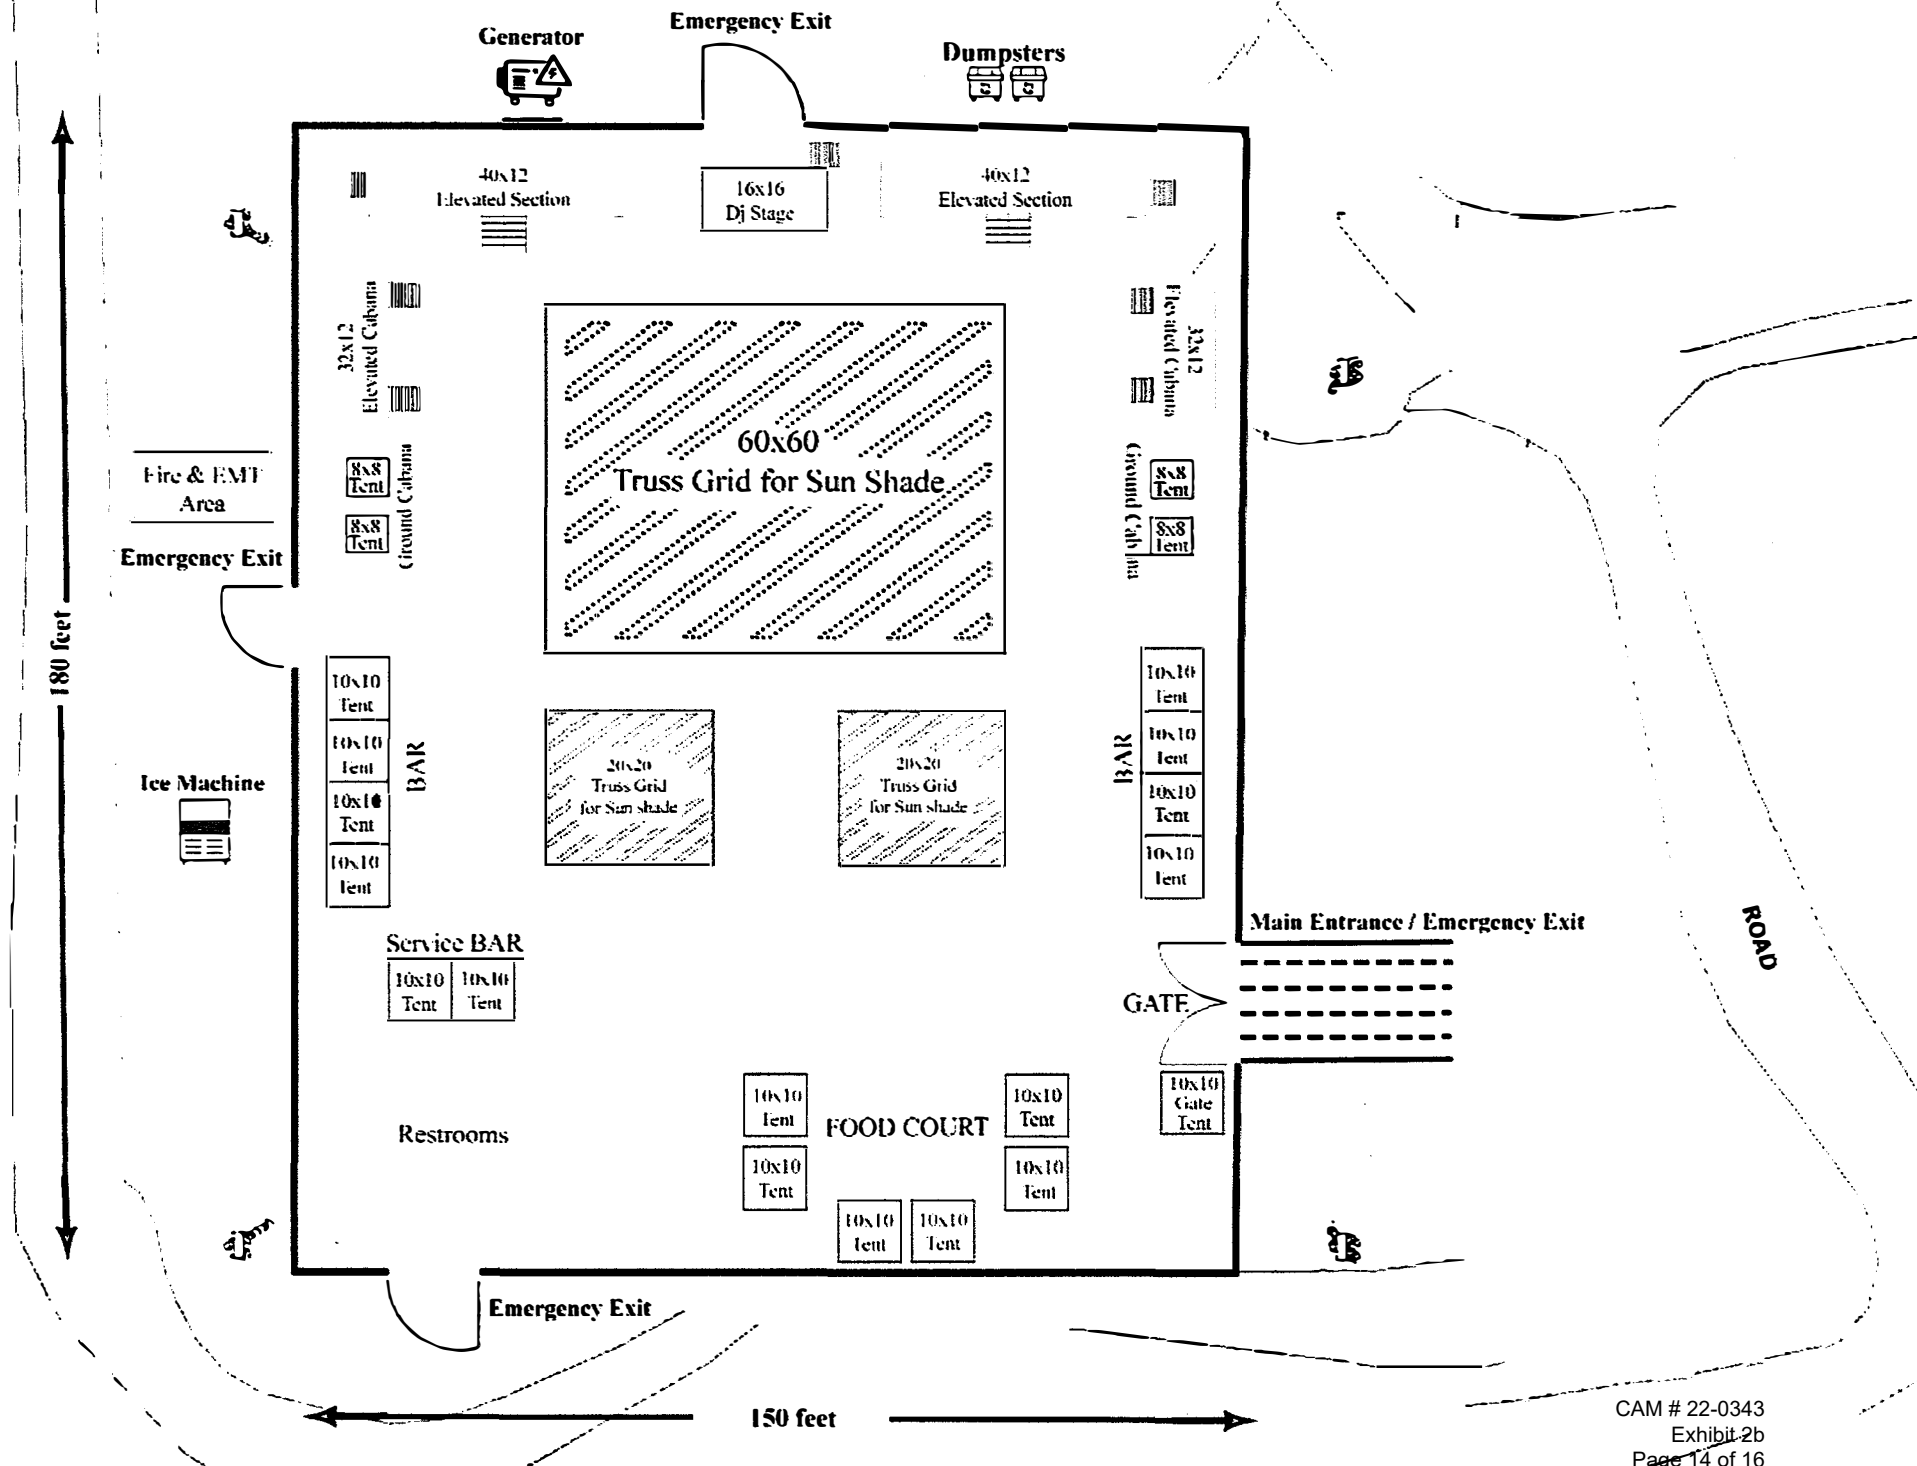 Emergency Exit
Generator
Dumpsters
40x12
Elevated Section
16x16
Dj Stage
40x12
Elevated Section
32x12
Elevated Cabana
Elevated Cabana
32x12
60x60
Truss Grid for Sun Shade
Fire & EMT
Area
8x8
Tent
8x8
Tent
Ground Cabana
Ground Cabana
8x8
Tent
8x8
Tent
Emergency Exit
180 feet
10x10
Tent
10x10
Tent
10x10
Tent
10x10
Tent
BAR
20x20
Truss Grid
for Sun shade
20x20
Truss Grid
for Sun shade
BAR
10x10
Tent
10x10
Tent
10x10
Tent
10x10
Tent
Ice Machine
Main Entrance / Emergency Exit
ROAD
Service BAR
10x10
Tent
10x10
Tent
GATE
10x10
Gate
Tent
Restrooms
FOOD COURT
10x10
Tent
10x10
Tent
10x10
Tent
10x10
Tent
10x10
Tent
10x10
Tent
Emergency Exit
150 feet
CAM # 22-0343
Exhibit 2b
Page 14 of 16